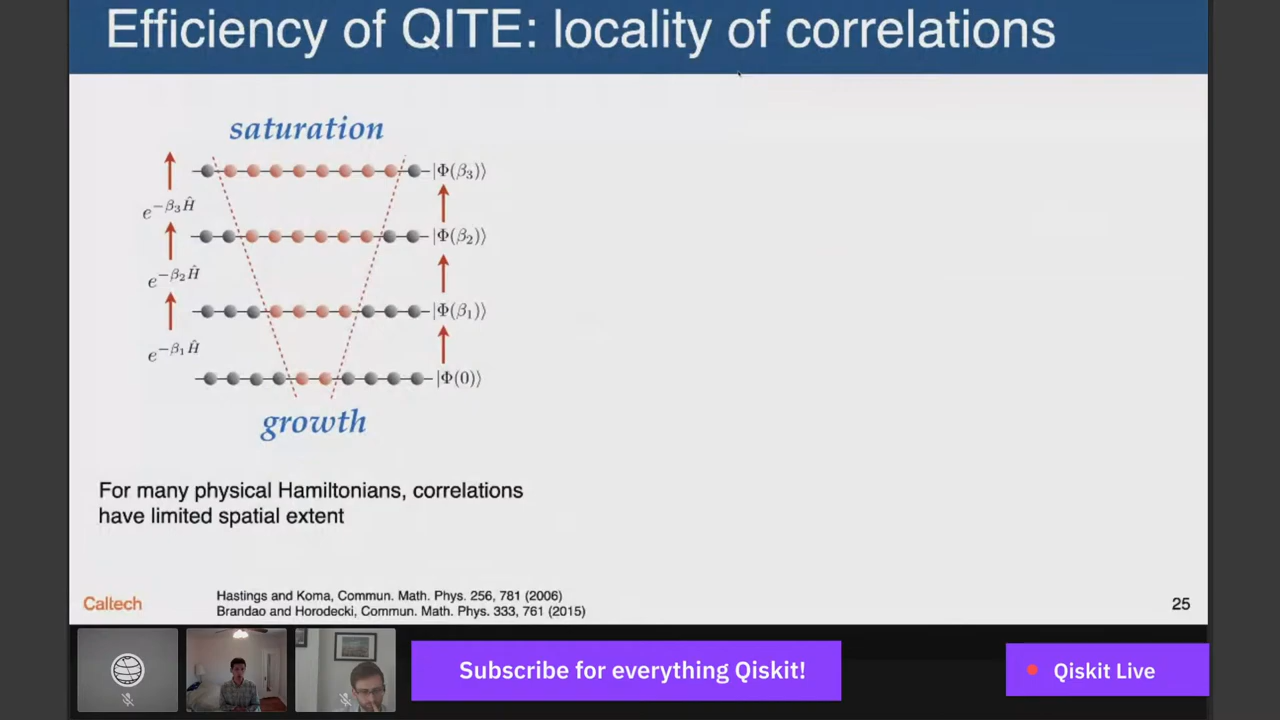 Efficiency of QITE: locality of correlations
saturation
|Φ(β₃)⟩
e^{-β₃Ĥ}
|Φ(β₂)⟩
e^{-β₂Ĥ}
|Φ(β₁)⟩
e^{-β₁Ĥ}
|Φ(0)⟩
growth
For many physical Hamiltonians, correlations
have limited spatial extent
Hastings and Koma, Commun. Math. Phys. 256, 781 (2006)
Caltech
Brandao and Horodecki, Commun. Math. Phys. 333, 761 (2015)
25
Subscribe for everything Qiskit!
Qiskit Live